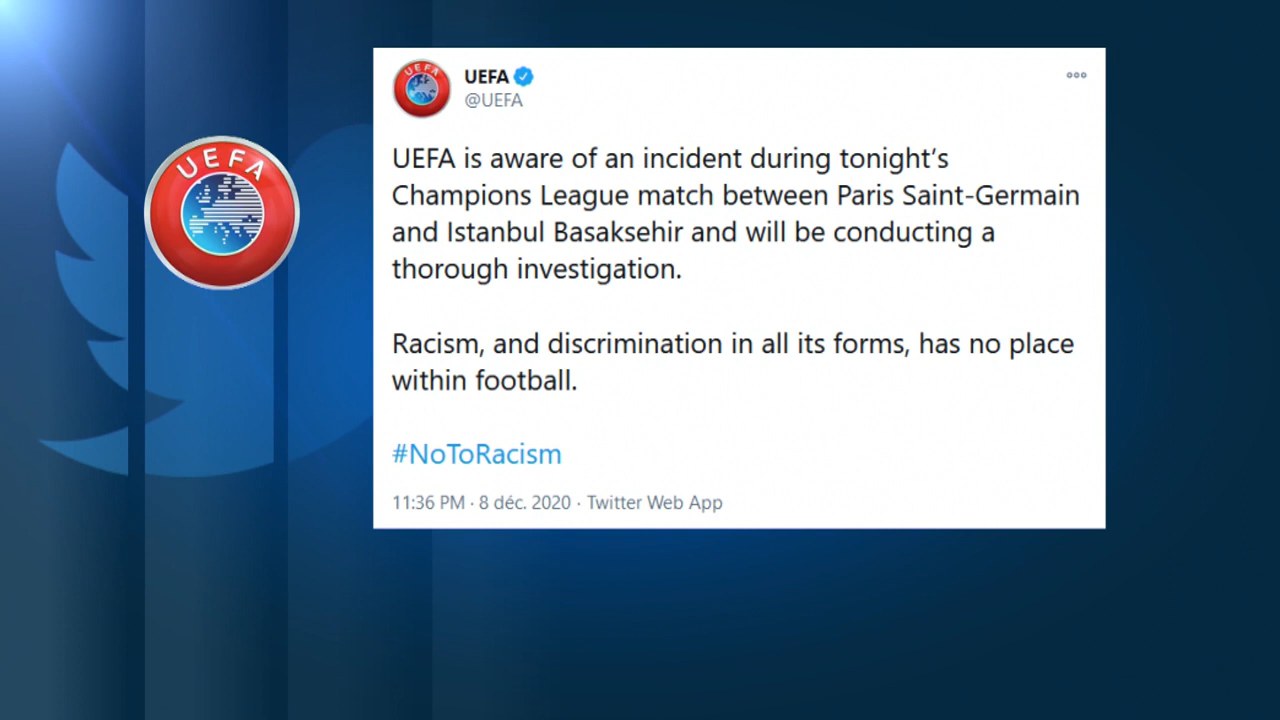 UEFA
UEFA
UEFA
@UEFA
UEFA is aware of an incident during tonight's
Champions League match between Paris Saint-Germain
and Istanbul Basaksehir and will be conducting a
thorough investigation.
Racism, and discrimination in all its forms, has no place
within football.
#NoToRacism
11:36 PM · 8 déc. 2020 · Twitter Web App